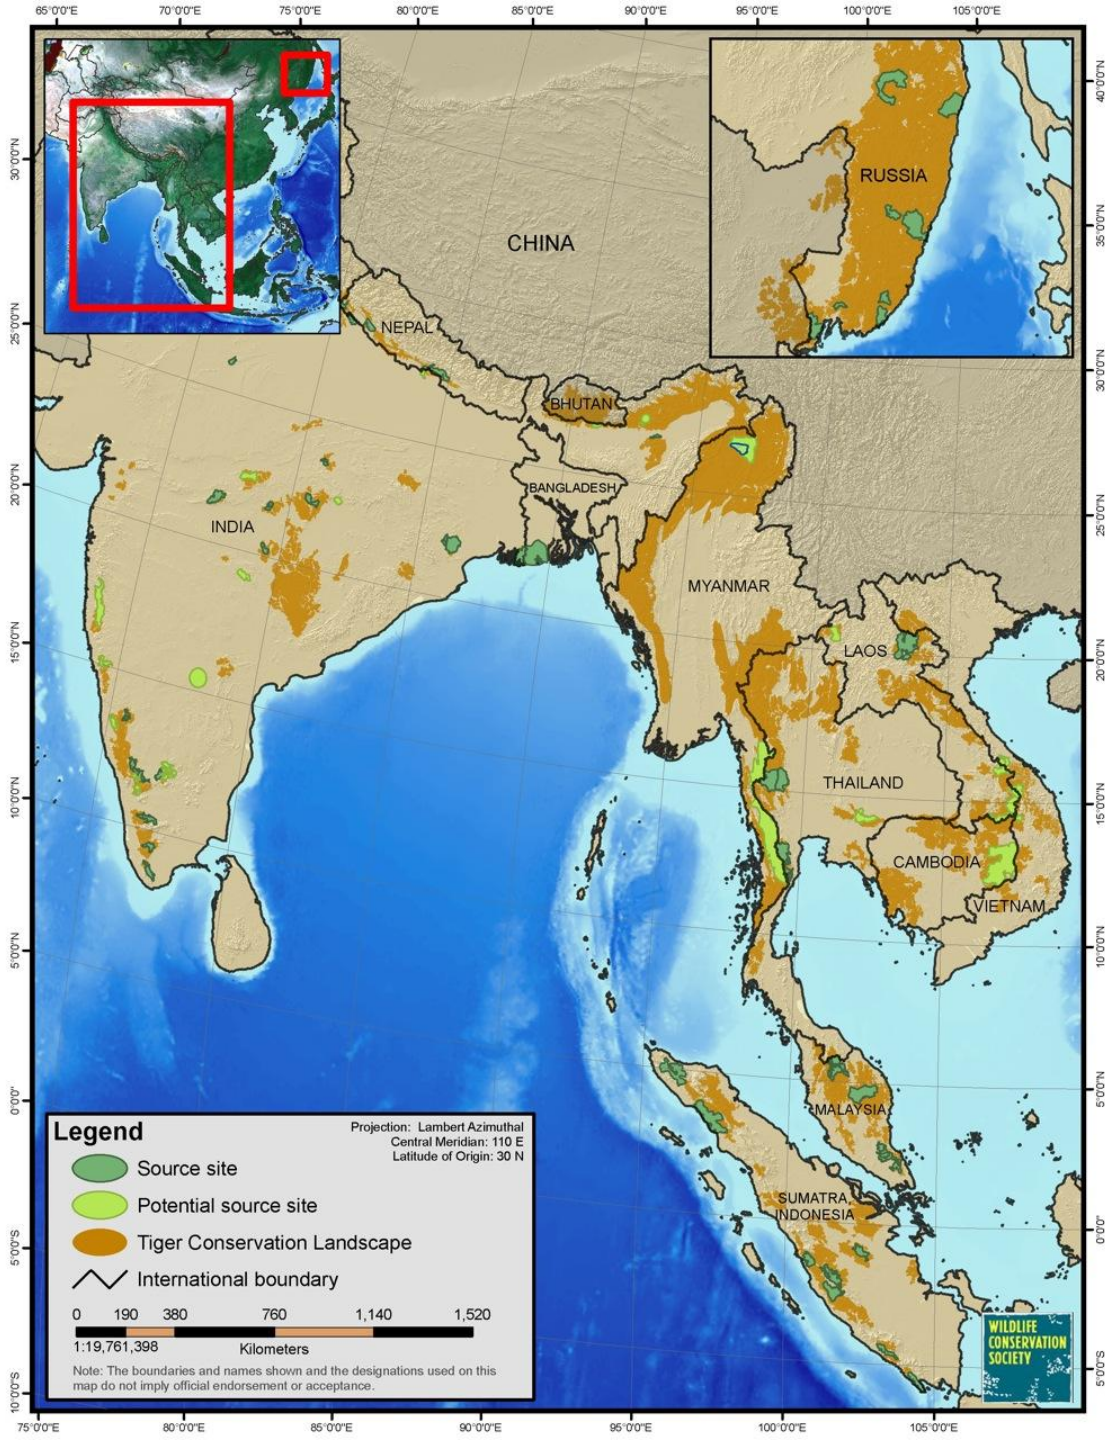 65°0'0"E 70°0'0"E 75°0'0"E 80°0'0"E 85°0'0"E 90°0'0"E 95°0'0"E 100°0'0"E 105°0'0"E
40°0'0"N
30°0'0"N
RUSSIA
35°0'0"N
CHINA
25°0'0"N
NEPAL
30°0'0"N
BHUTAN
20°0'0"N
BANGLADESH
25°0'0"N
INDIA
MYANMAR
15°0'0"N
LAOS
20°0'0"N
THAILAND
10°0'0"N
15°0'0"N
CAMBODIA
VIETNAM
5°0'0"N
10°0'0"N
0°0'0"
5°0'0"N
MALAYSIA
SUMATRA,
INDONESIA
0°0'0"
5°0'0"S
5°0'0"S
10°0'0"S
Legend
Projection: Lambert Azimuthal
Central Meridian: 110 E
Latitude of Origin: 30 N
Source site
Potential source site
Tiger Conservation Landscape
International boundary
0 190 380 760 1,140 1,520
1:19,761,398
Kilometers
Note: The boundaries and names shown and the designations used on this
map do not imply official endorsement or acceptance.
WILDLIFE
CONSERVATION
SOCIETY
75°0'0"E 80°0'0"E 85°0'0"E 90°0'0"E 95°0'0"E 100°0'0"E 105°0'0"E